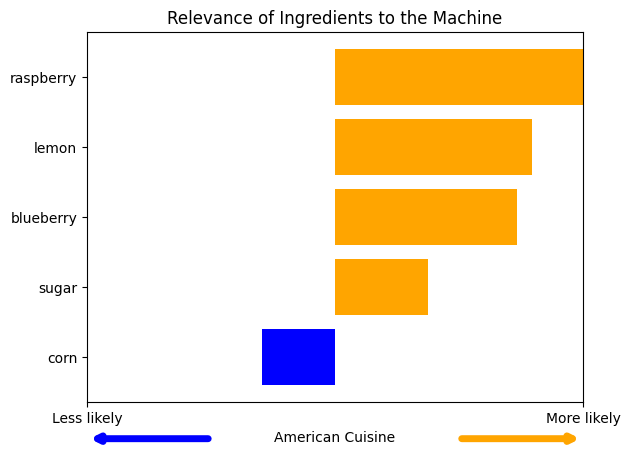 Relevance of Ingredients to the Machine
raspberry
lemon
blueberry
sugar
corn
Less likely
More likely
American Cuisine